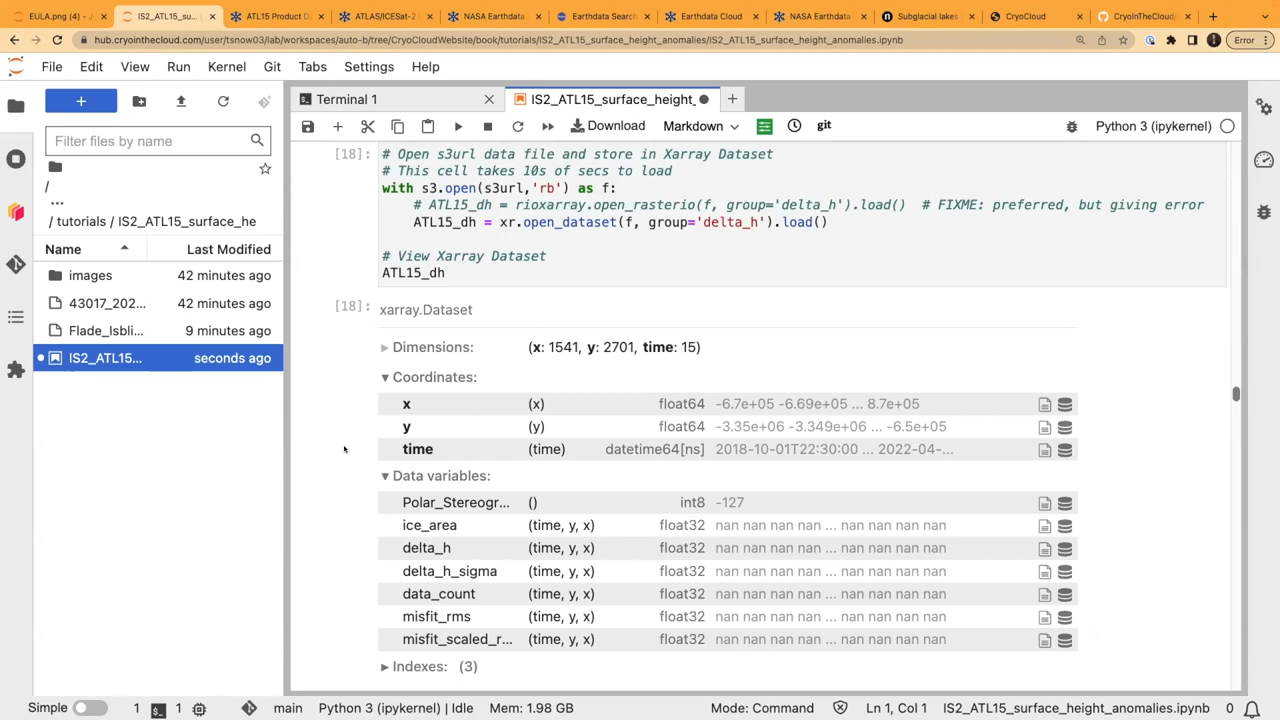 EULA.png (4) - J
IS2_ATL15_su
ATL15 Product D
ATLAS/ICESat-2
NASA Earthdata
Earthdata Search
Earthdata Cloud
NASA Earthdata
Subglacial lakes
CryoCloud
CryoInTheCloud/
hub.cryointhecloud.com/user/tsnow03/lab/workspaces/auto-b/tree/CryoCloudWebsite/book/tutorials/IS2_ATL15_surface_height_anomalies/IS2_ATL15_surface_height_anomalies.ipynb
Error
File Edit View Run Kernel Git Tabs Settings Help
Filter files by name
/
...
/ tutorials / IS2_ATL15_surface_he
Name Last Modified
images 42 minutes ago
43017_202... 42 minutes ago
Flade_Isbli... 9 minutes ago
IS2_ATL15... seconds ago
Terminal 1
IS2_ATL15_surface_height_
Download Markdown git Python 3 (ipykernel)
[18]: # Open s3url data file and store in Xarray Dataset
# This cell takes 10s of secs to load
with s3.open(s3url,'rb') as f:
# ATL15_dh = rioxarray.open_rasterio(f, group='delta_h').load() # FIXME: preferred, but giving error
ATL15_dh = xr.open_dataset(f, group='delta_h').load()
# View Xarray Dataset
ATL15_dh
[18]: xarray.Dataset
Dimensions: (x: 1541, y: 2701, time: 15)
Coordinates:
x (x) float64 -6.7e+05 -6.69e+05 ... 8.7e+05
y (y) float64 -3.35e+06 -3.349e+06 ... -6.5e+05
time (time) datetime64[ns] 2018-10-01T22:30:00 ... 2022-04-...
Data variables:
Polar_Stereogr... () int8 -127
ice_area (time, y, x) float32 nan nan nan nan ... nan nan nan nan
delta_h (time, y, x) float32 nan nan nan nan ... nan nan nan nan
delta_h_sigma (time, y, x) float32 nan nan nan nan ... nan nan nan nan
data_count (time, y, x) float32 nan nan nan nan ... nan nan nan nan
misfit_rms (time, y, x) float32 nan nan nan nan ... nan nan nan nan
misfit_scaled_r... (time, y, x) float32 nan nan nan nan ... nan nan nan nan
Indexes: (3)
Simple 1 1 main Python 3 (ipykernel) | Idle Mem: 1.98 GB Mode: Command Ln 1, Col 1 IS2_ATL15_surface_height_anomalies.ipynb 0